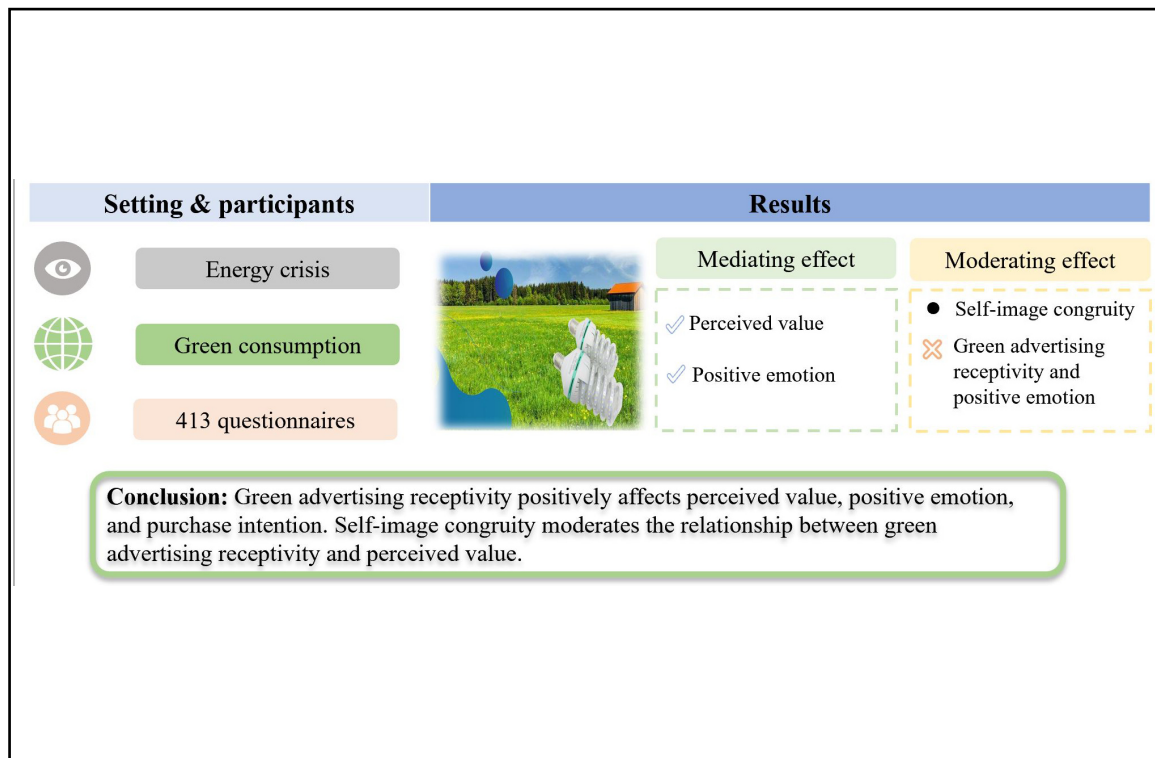 Setting & participants
Results
Energy crisis
Green consumption
413 questionnaires
Mediating effect
Perceived value
Positive emotion
Moderating effect
Self-image congruity
Green advertising
receptivity and
positive emotion
Conclusion: Green advertising receptivity positively affects perceived value, positive emotion,
and purchase intention. Self-image congruity moderates the relationship between green
advertising receptivity and perceived value.